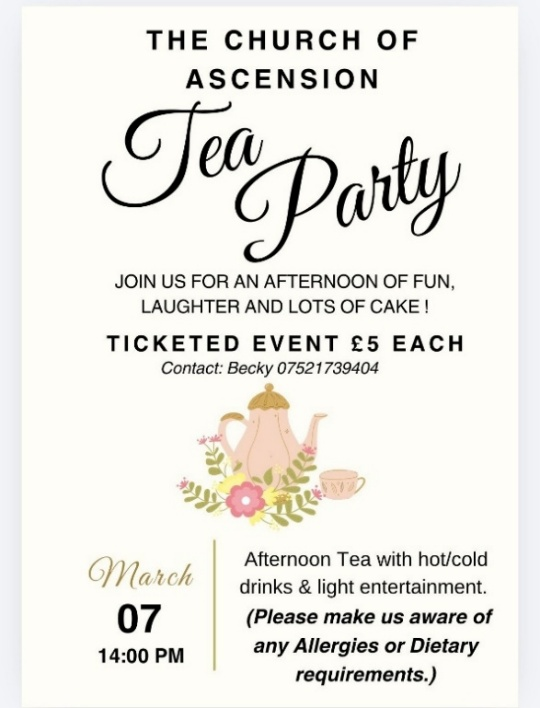 THE CHURCH OF
ASCENSION
Tea
Party
JOIN US FOR AN AFTERNOON OF FUN,
LAUGHTER AND LOTS OF CAKE !
TICKETED EVENT £5 EACH
Contact: Becky 07521739404
March
07
14:00 PM
Afternoon Tea with hot/cold
drinks & light entertainment.
(Please make us aware of
any Allergies or Dietary
requirements.)